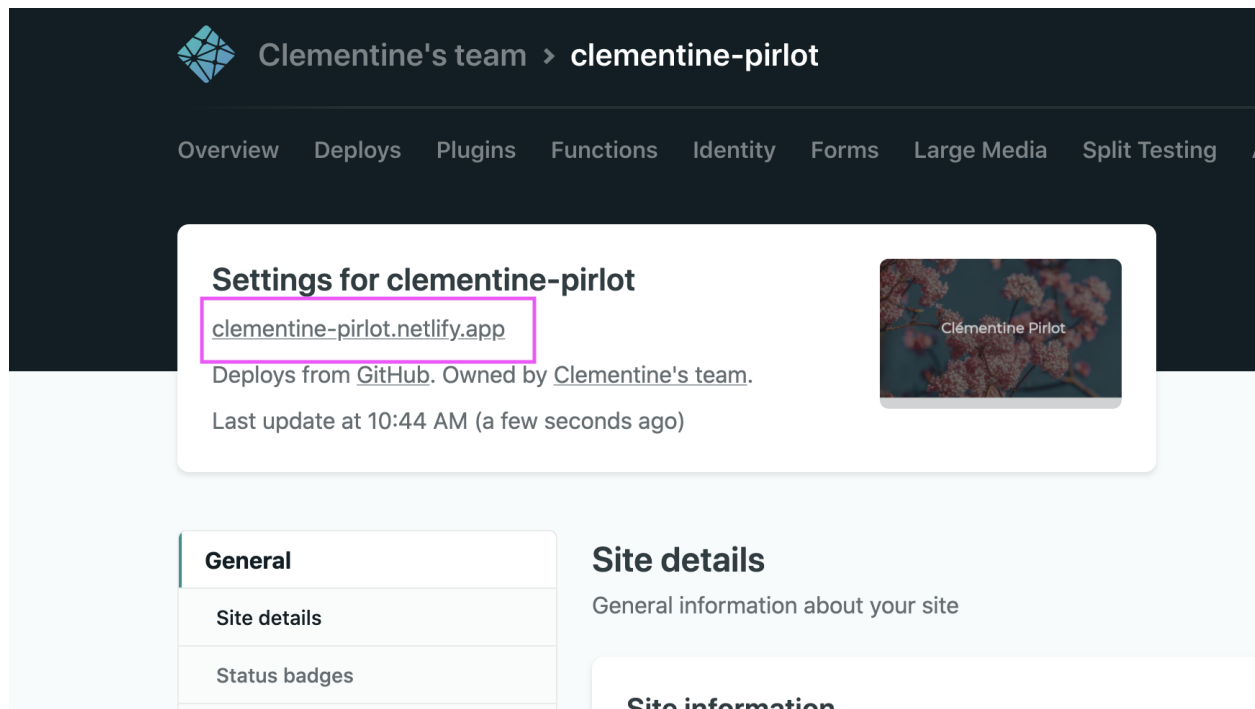 Clementine's team > clementine-pirlot
Overview Deploys Plugins Functions Identity Forms Large Media Split Testing
Settings for clementine-pirlot
clementine-pirlot.netlify.app
Deploys from GitHub. Owned by Clementine's team.
Last update at 10:44 AM (a few seconds ago)
Clémentine Pirlot
General
Site details
Status badges
Site details
General information about your site
Site information